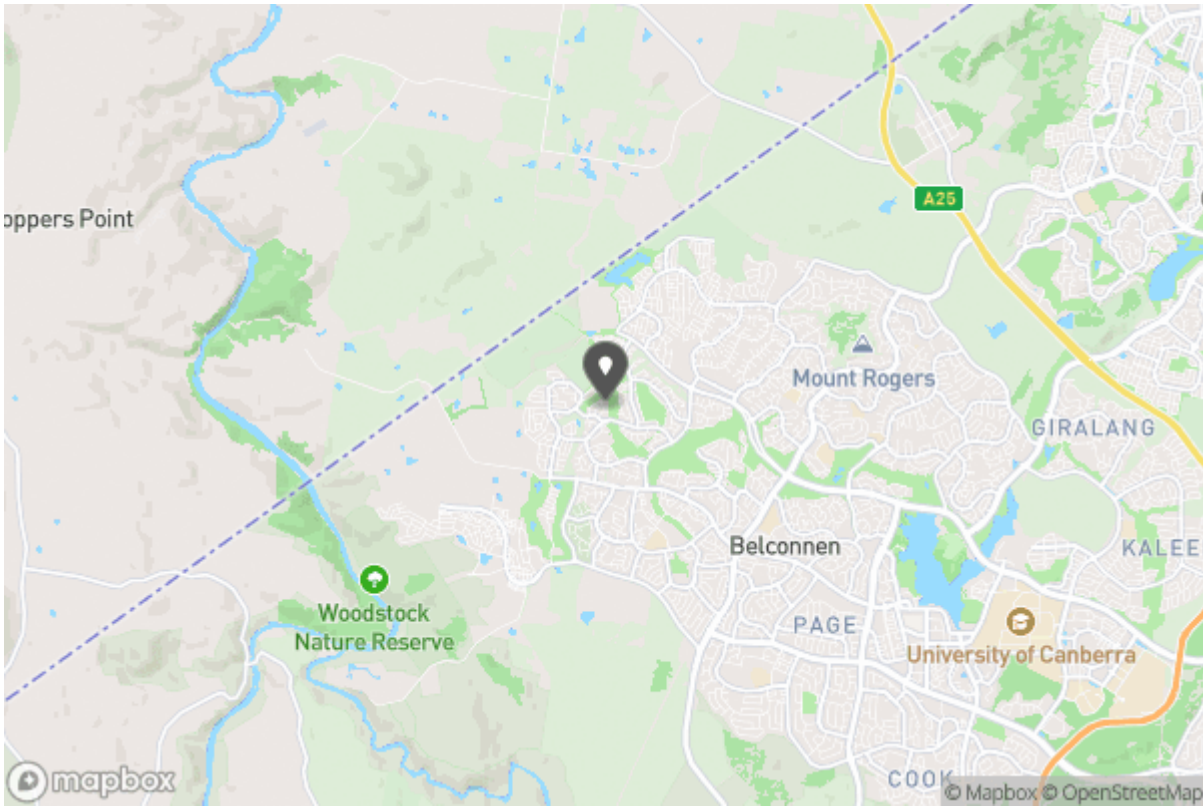 A25
oppers Point
Mount Rogers
GIRALANG
Belconnen
KALEE
Woodstock
Nature Reserve
PAGE
University of Canberra
COOK
mapbox
© Mapbox © OpenStreetMap